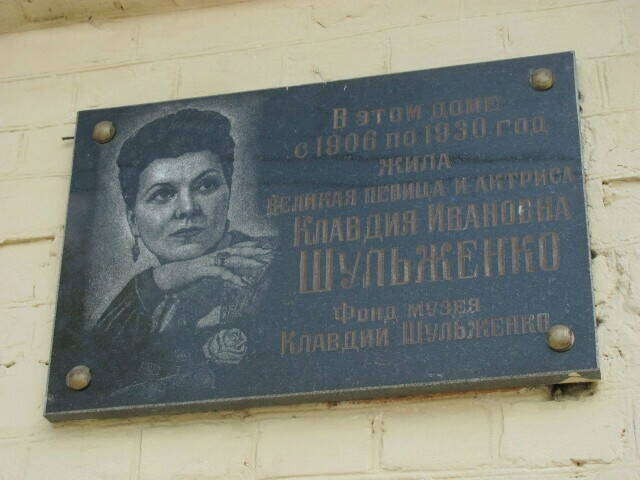 В этом доме
с 1906 по 1930 год
жила
великая певица и актриса
Клавдия Ивановна
Шульженко
Фонд музея
Клавдии Шульженко